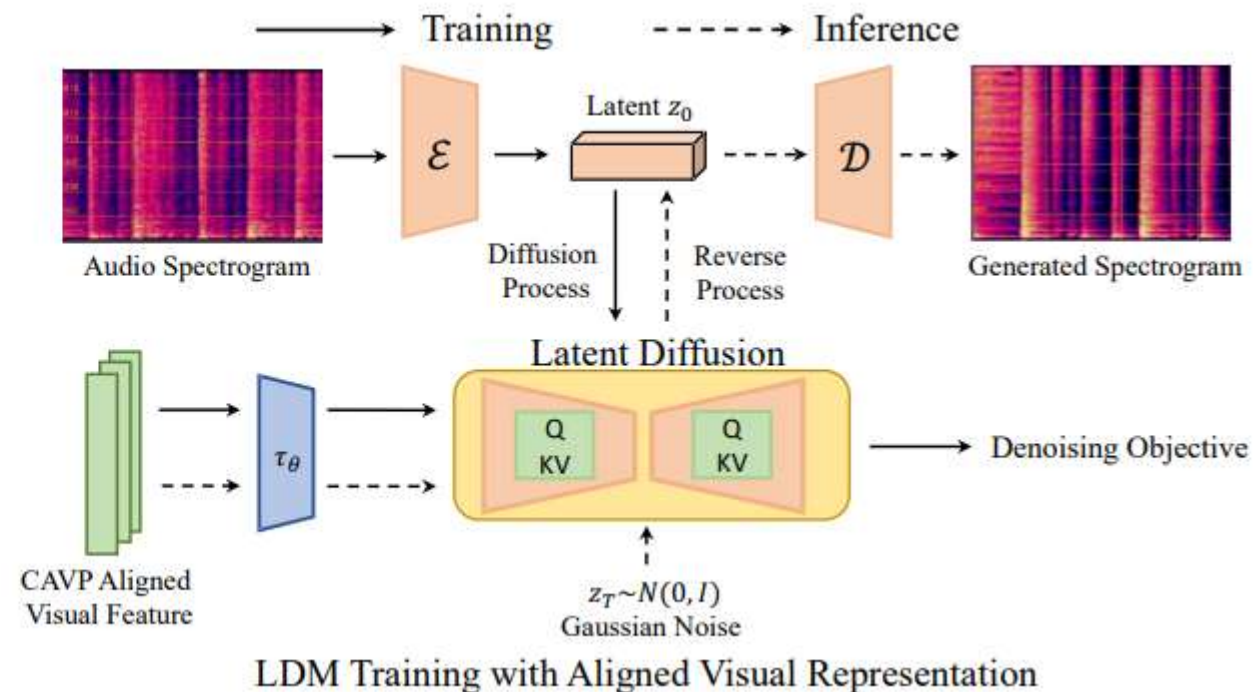 Training
Inference
Latent z₀
ℰ
𝒟
Audio Spectrogram
Diffusion
Process
Reverse
Process
Generated Spectrogram
Latent Diffusion
Q
KV
Q
KV
τ_θ
Denoising Objective
CAVP Aligned
Visual Feature
z_T~N(0, I)
Gaussian Noise
LDM Training with Aligned Visual Representation